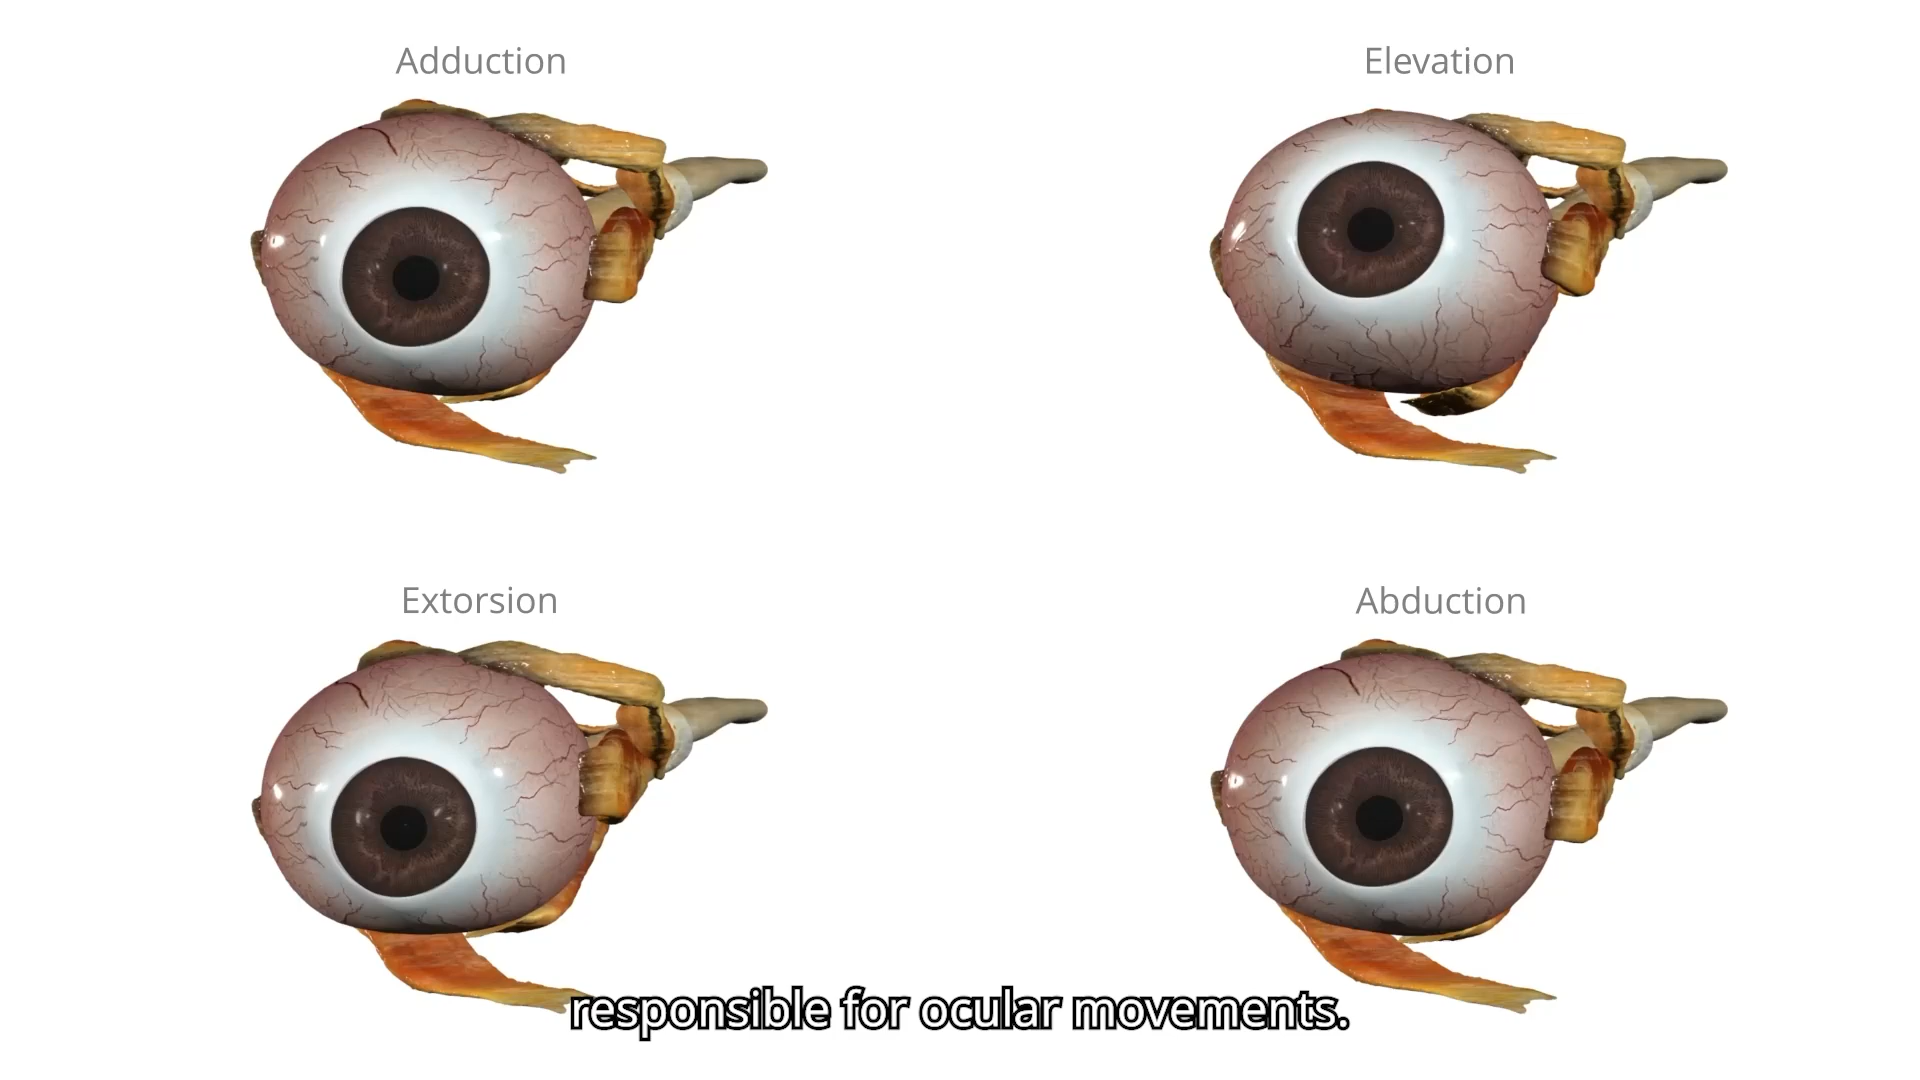 Adduction
Elevation
Extorsion
Abduction
responsible for ocular movements.